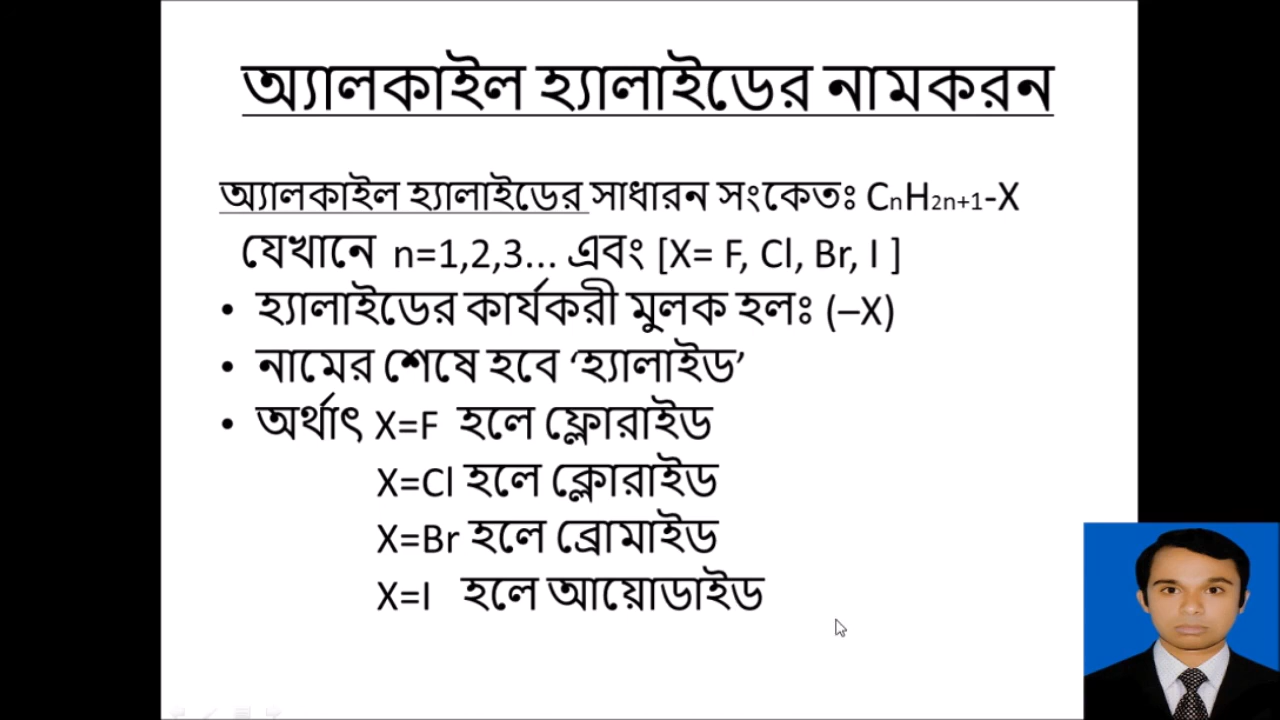 অ্যালকাইল হ্যালাইডের নামকরন
অ্যালকাইল হ্যালাইডের সাধারন সংকেতঃ CₙH₂ₙ₊₁-X
যেখানে n=1,2,3... এবং [X= F, Cl, Br, I ]
• হ্যালাইডের কার্যকরী মুলক হলঃ (–X)
• নামের শেষে হবে ‘হ্যালাইড’
• অর্থাৎ X=F হলে ফ্লোরাইড
X=Cl হলে ক্লোরাইড
X=Br হলে ব্রোমাইড
X=I হলে আয়োডাইড